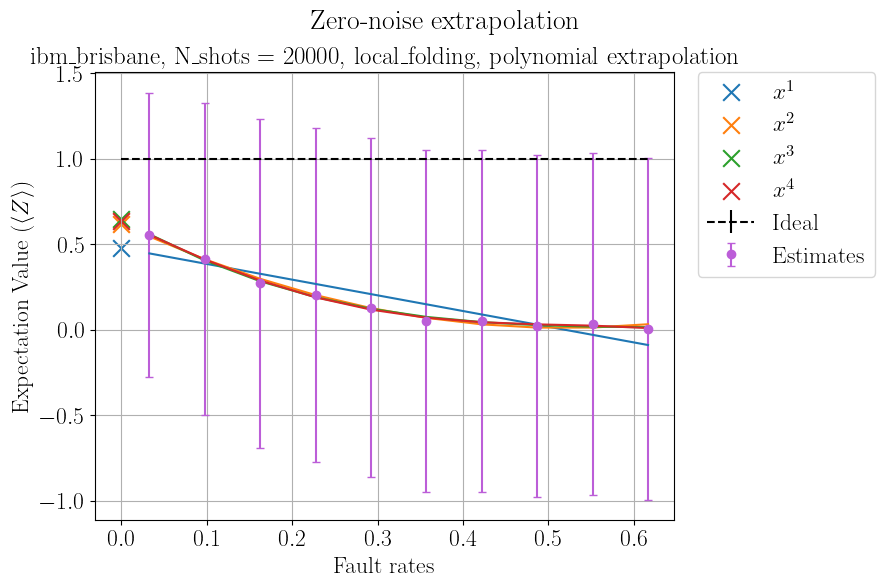 Zero-noise extrapolation
ibm_brisbane, N_shots = 20000, local_folding, polynomial extrapolation
Expectation Value (⟨Z⟩)
1.5
1.0
0.5
0.0
−0.5
−1.0
0.0 0.1 0.2 0.3 0.4 0.5 0.6
Fault rates
x¹
x²
x³
x⁴
Ideal
Estimates